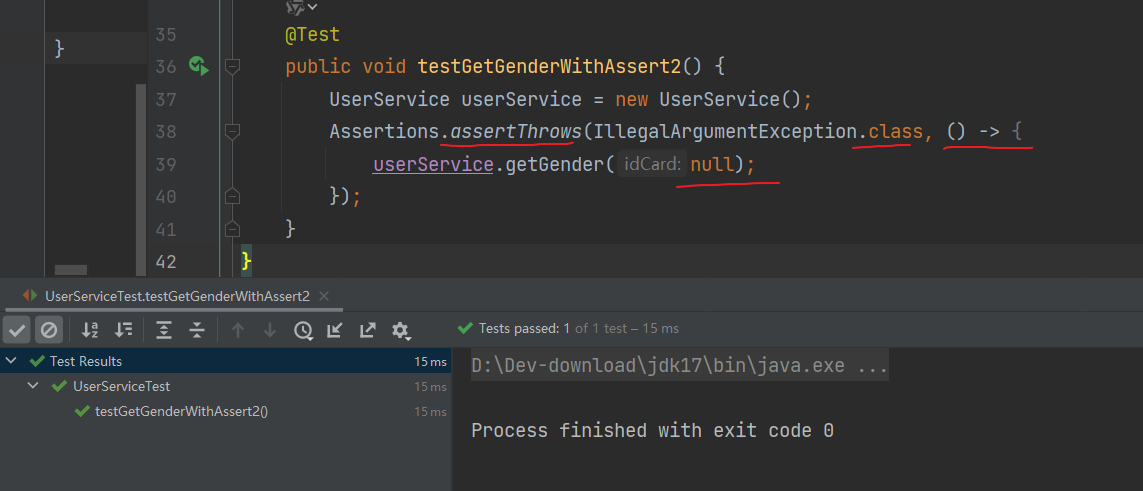 }
35 @Test
36 public void testGetGenderWithAssert2() {
37 UserService userService = new UserService();
38 Assertions.assertThrows(IllegalArgumentException.class, () -> {
39 userService.getGender( idCard: null);
40 });
41 }
42 }
UserServiceTest.testGetGenderWithAssert2
Tests passed: 1 of 1 test – 15 ms
Test Results 15 ms
UserServiceTest 15 ms
testGetGenderWithAssert2() 15 ms
D:\Dev-download\jdk17\bin\java.exe ...
Process finished with exit code 0